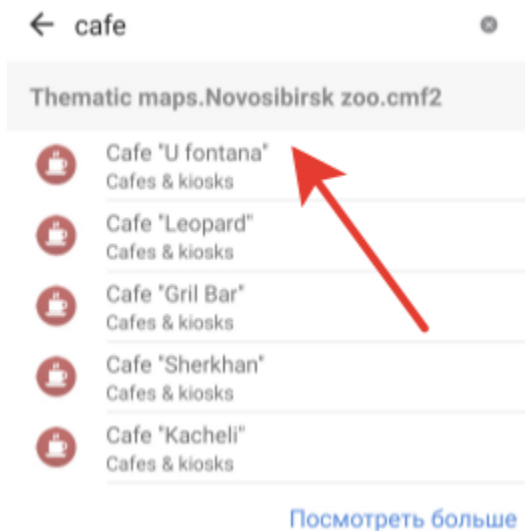 cafe
Thematic maps.Novosibirsk zoo.cmf2
Cafe "U fontana"
Cafes & kiosks
Cafe "Leopard"
Cafes & kiosks
Cafe "Gril Bar"
Cafes & kiosks
Cafe "Sherkhan"
Cafes & kiosks
Cafe "Kacheli"
Cafes & kiosks
Посмотреть больше